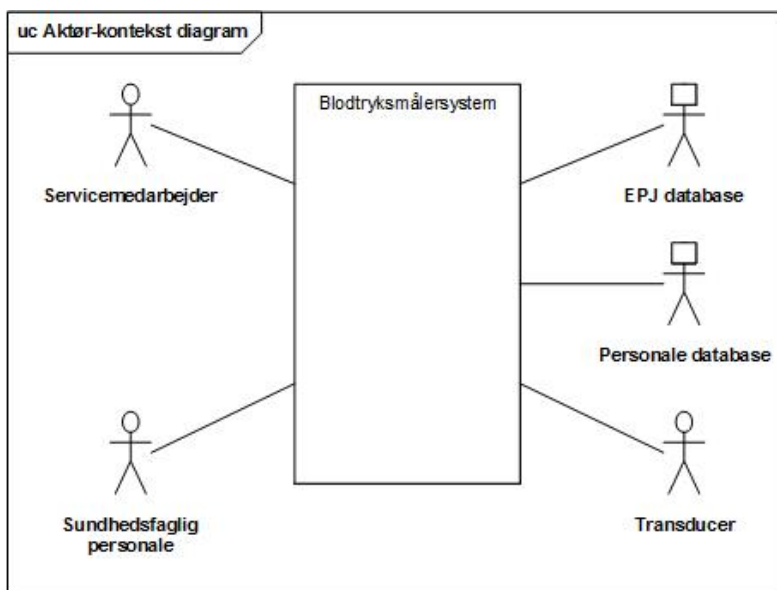 uc Aktør-kontekst diagram
Blodtryksmålersystem
Servicemedarbejder
EPJ database
Personale database
Sundhedsfaglig
personale
Transducer